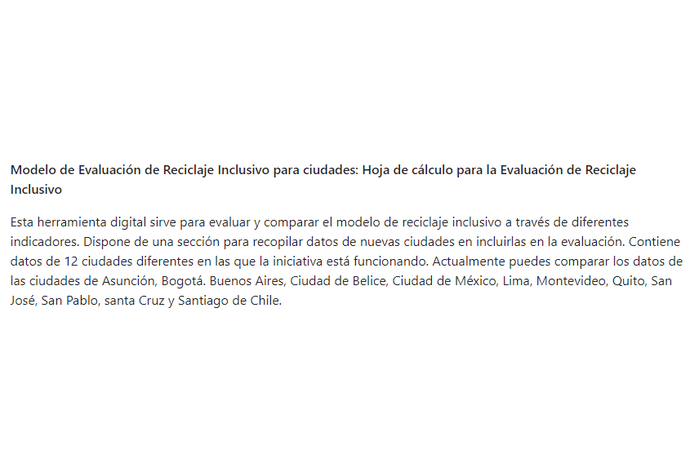 Modelo de Evaluación de Reciclaje Inclusivo para ciudades: Hoja de cálculo para la Evaluación de Reciclaje
Inclusivo
Esta herramienta digital sirve para evaluar y comparar el modelo de reciclaje inclusivo a través de diferentes
indicadores. Dispone de una sección para recopilar datos de nuevas ciudades en incluirlas en la evaluación. Contiene
datos de 12 ciudades diferentes en las que la iniciativa está funcionando. Actualmente puedes comparar los datos de
las ciudades de Asunción, Bogotá. Buenos Aires, Ciudad de Belice, Ciudad de México, Lima, Montevideo, Quito, San
José, San Pablo, santa Cruz y Santiago de Chile.